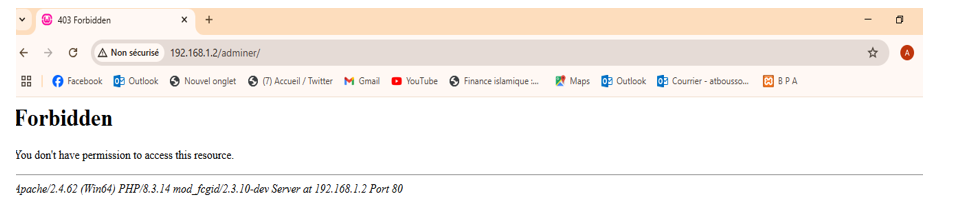 403 Forbidden
Non sécurisé 192.168.1.2/adminer/
A
Facebook Outlook Nouvel onglet (7) Accueil / Twitter Gmail YouTube Finance islamique :... Maps Outlook Courrier - atbousso... B P A
Forbidden
You don't have permission to access this resource.
Apache/2.4.62 (Win64) PHP/8.3.14 mod_fcgid/2.3.10-dev Server at 192.168.1.2 Port 80